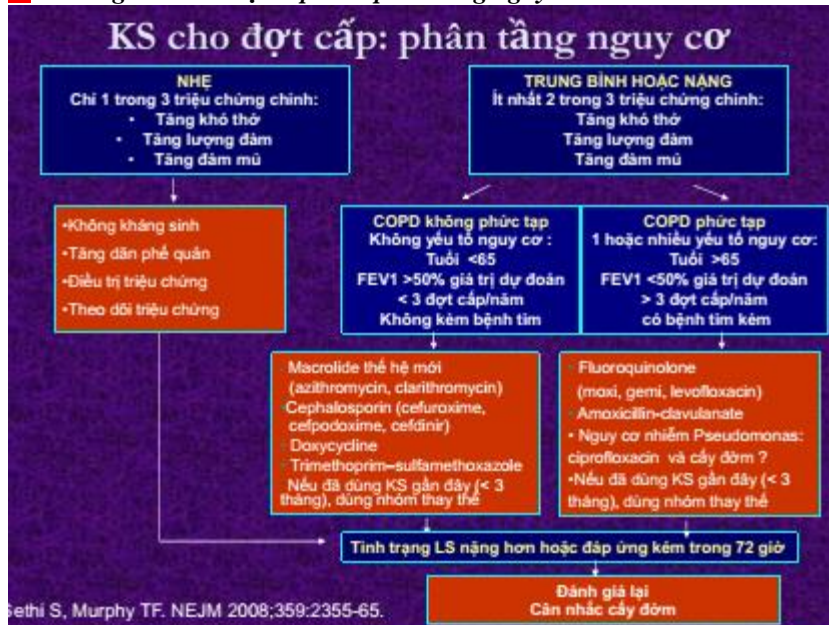 KS cho đợt cấp: phân tầng nguy cơ
NHẸ
Chỉ 1 trong 3 triệu chứng chính:
• Tăng khó thở
• Tăng lượng đàm
• Tăng đàm mủ
TRUNG BÌNH HOẶC NẶNG
Ít nhất 2 trong 3 triệu chứng chính:
Tăng khó thở
Tăng lượng đàm
Tăng đàm mủ
•Không kháng sinh
•Tăng dãn phế quản
•Điều trị triệu chứng
•Theo dõi triệu chứng
COPD không phức tạp
Không yếu tố nguy cơ :
Tuổi <65
FEV1 >50% giá trị dự đoán
< 3 đợt cấp/năm
Không kèm bệnh tim
COPD phức tạp
1 hoặc nhiều yếu tố nguy cơ:
Tuổi >65
FEV1 <50% giá trị dự đoán
> 3 đợt cấp/năm
có bệnh tim kèm
Macrolide thế hệ mới
(azithromycin, clarithromycin)
Cephalosporin (cefuroxime,
cefpodoxime, cefdinir)
Doxycycline
Trimethoprim–sulfamethoxazole
Nếu đã dùng KS gần đây (< 3
tháng), dùng nhóm thay thế
Fluoroquinolone
(moxi, gemi, levofloxacin)
Amoxicillin-clavulanate
• Nguy cơ nhiễm Pseudomonas:
ciprofloxacin và cấy đờm ?
•Nếu đã dùng KS gần đây (< 3
tháng), dùng nhóm thay thế
Tình trạng LS nặng hơn hoặc đáp ứng kém trong 72 giờ
Đánh giá lại
Cân nhắc cấy đờm
Sethi S, Murphy TF. NEJM 2008;359:2355-65.